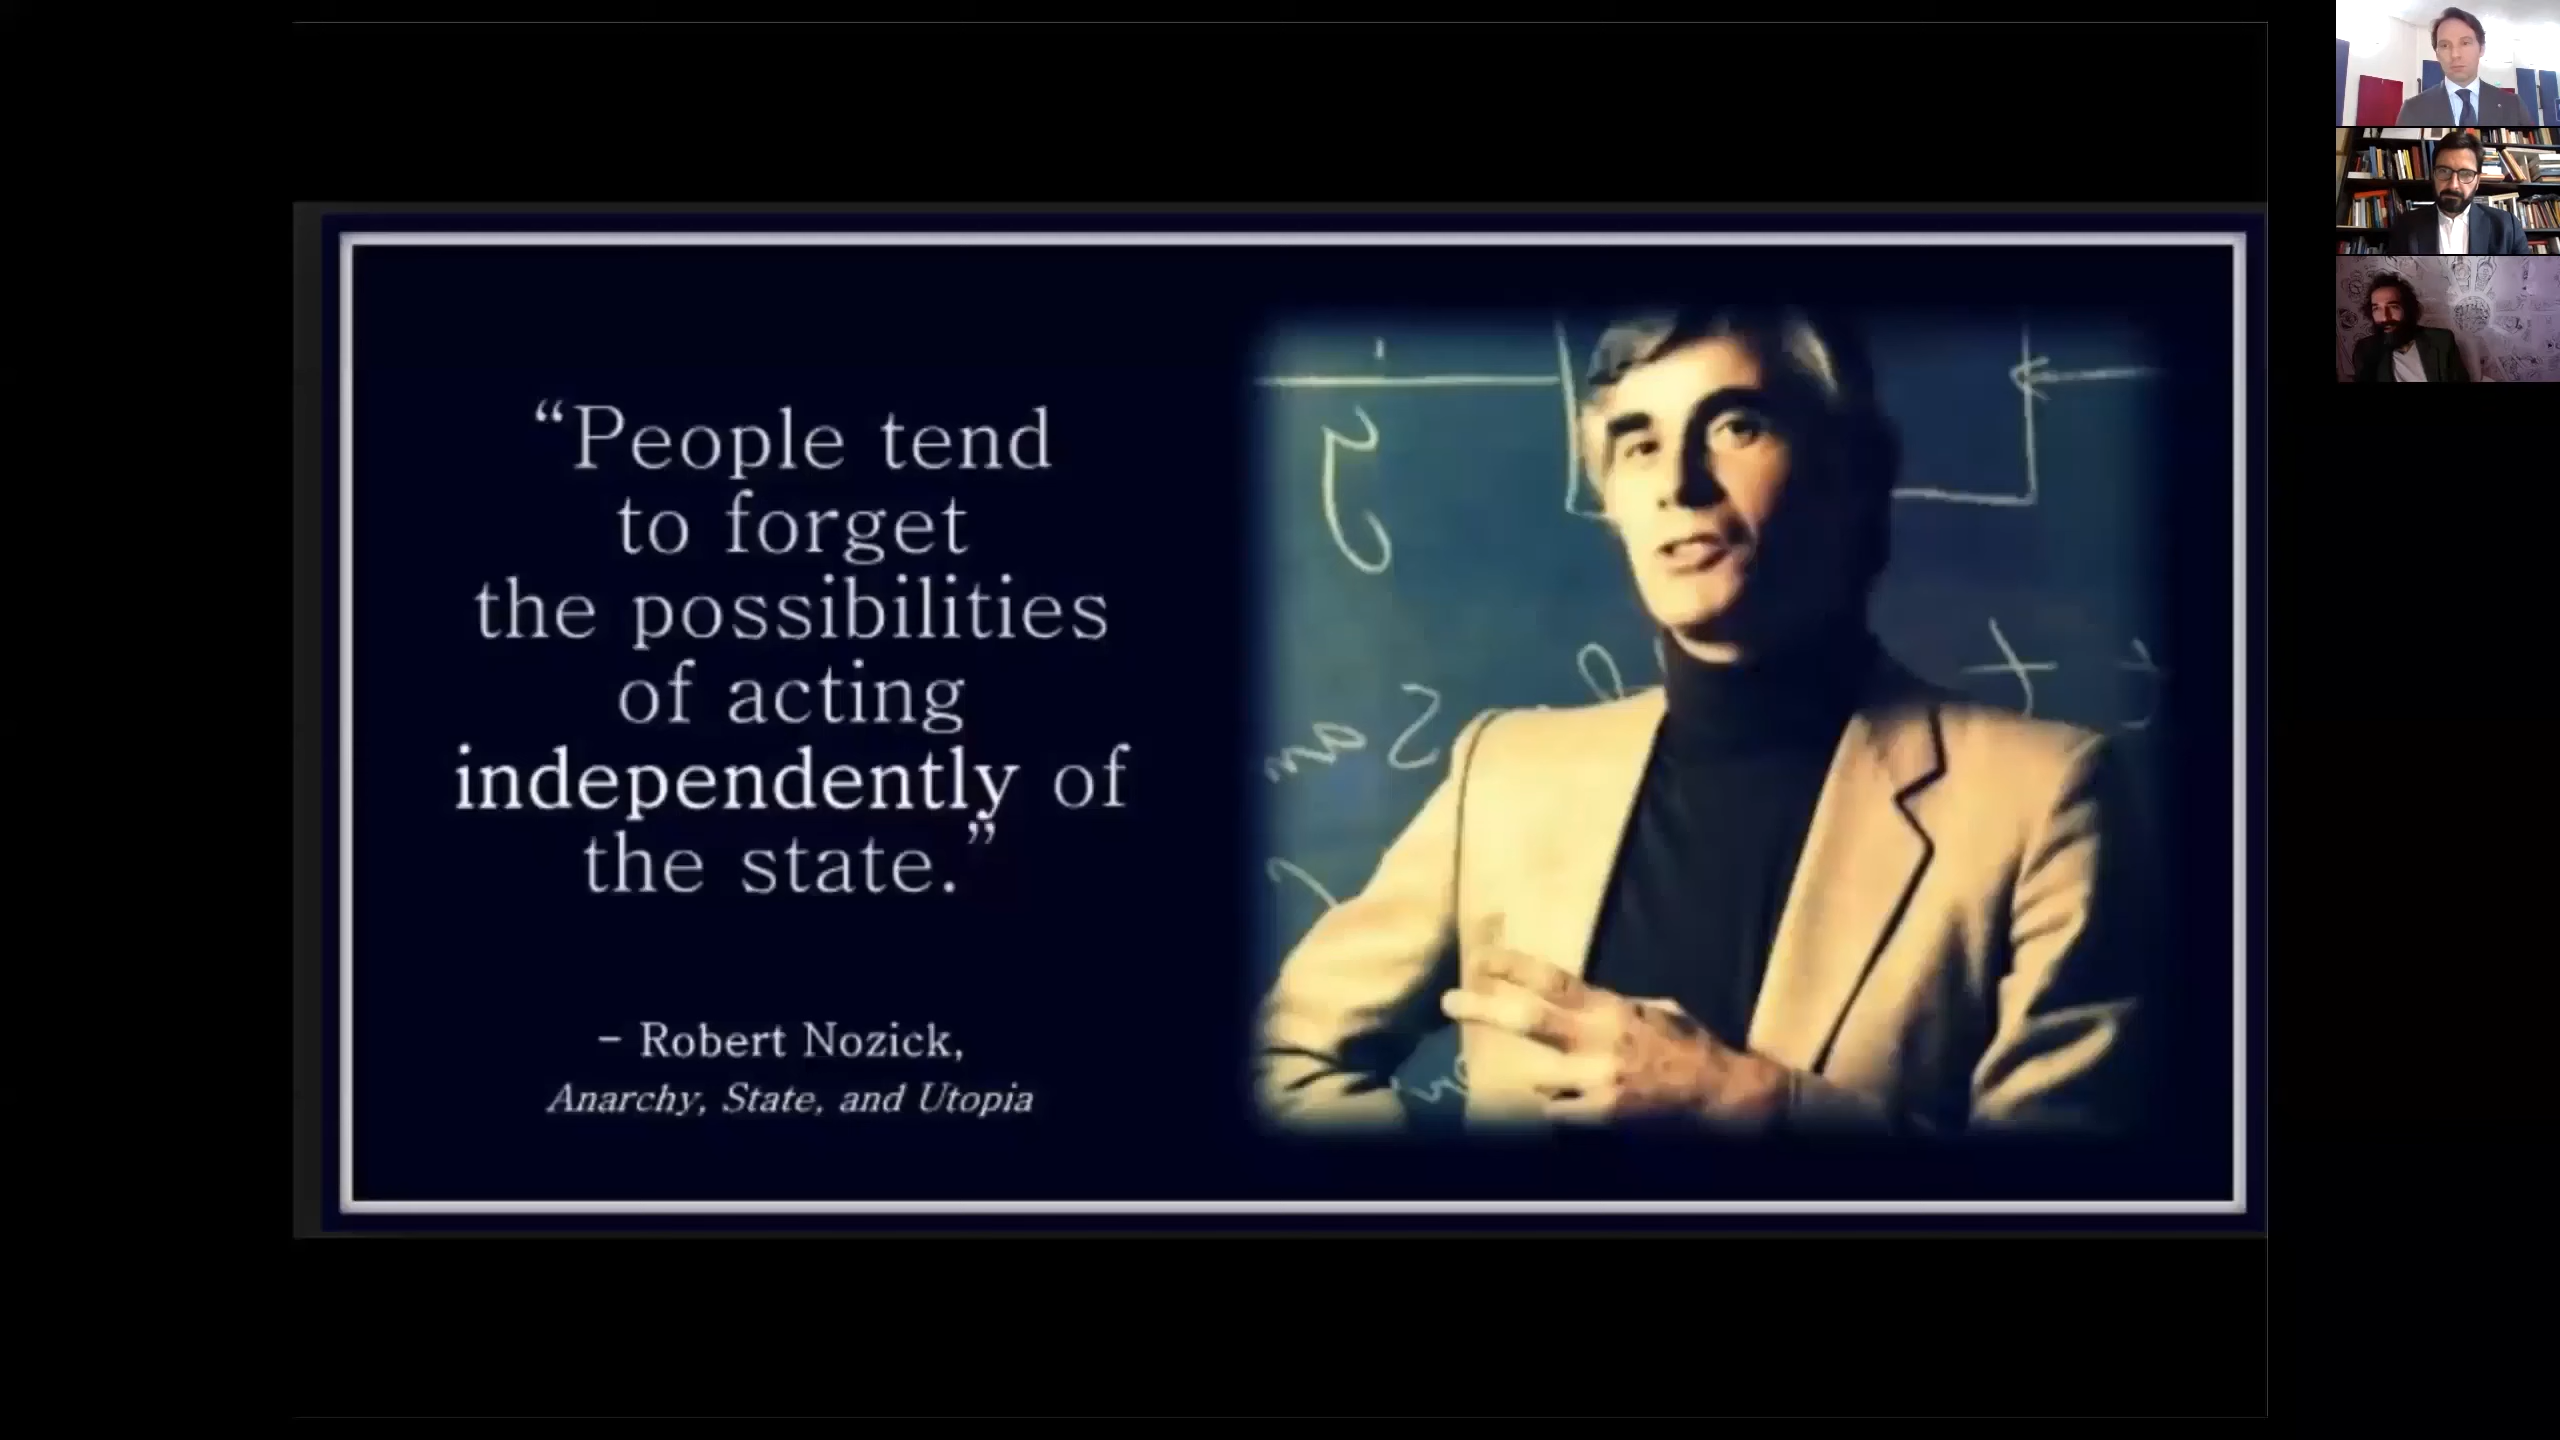 “People tend
to forget
the possibilities
of acting
independently of
the state.”
– Robert Nozick,
Anarchy, State, and Utopia